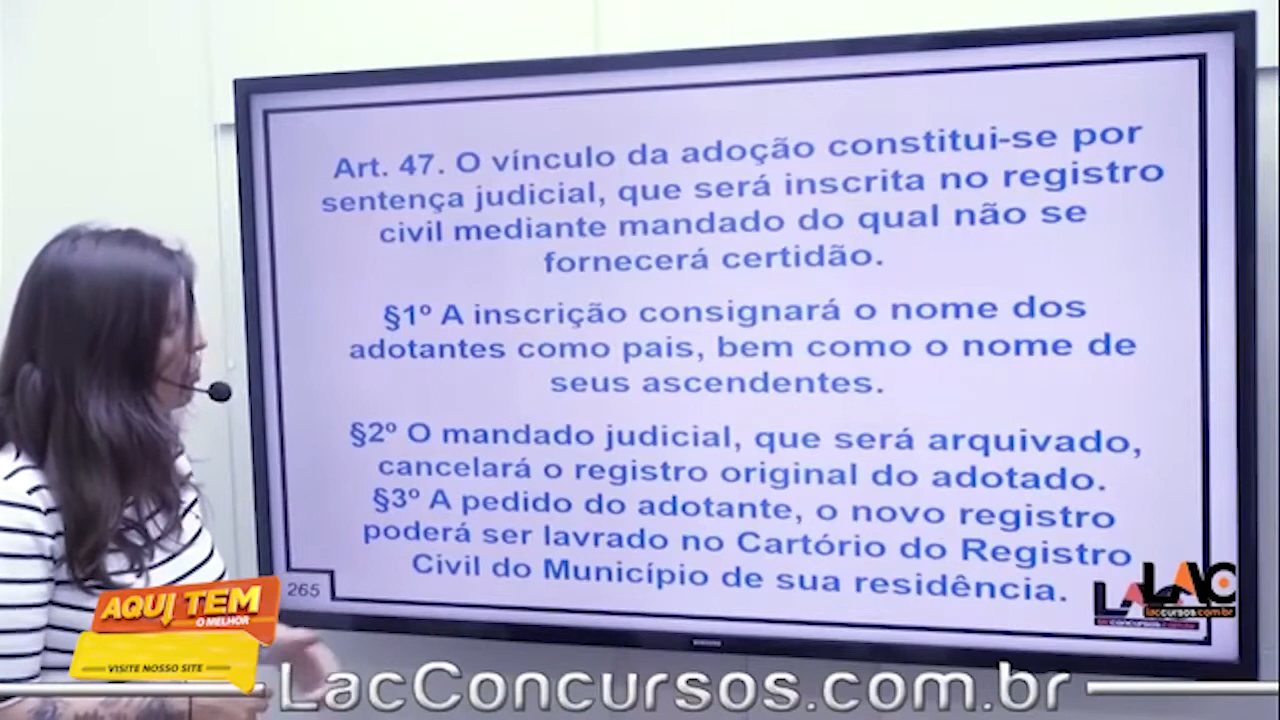 Art. 47. O vínculo da adoção constitui-se por
sentença judicial, que será inscrita no registro
civil mediante mandado do qual não se
fornecerá certidão.
§1º A inscrição consignará o nome dos
adotantes como pais, bem como o nome de
seus ascendentes.
§2º O mandado judicial, que será arquivado,
cancelará o registro original do adotado.
§3º A pedido do adotante, o novo registro
poderá ser lavrado no Cartório do Registro
Civil do Município de sua residência.
265
LAC
laccursos.com.br
AQUI TEM
O MELHOR
VISITE NOSSO SITE
LacConcursos.com.br